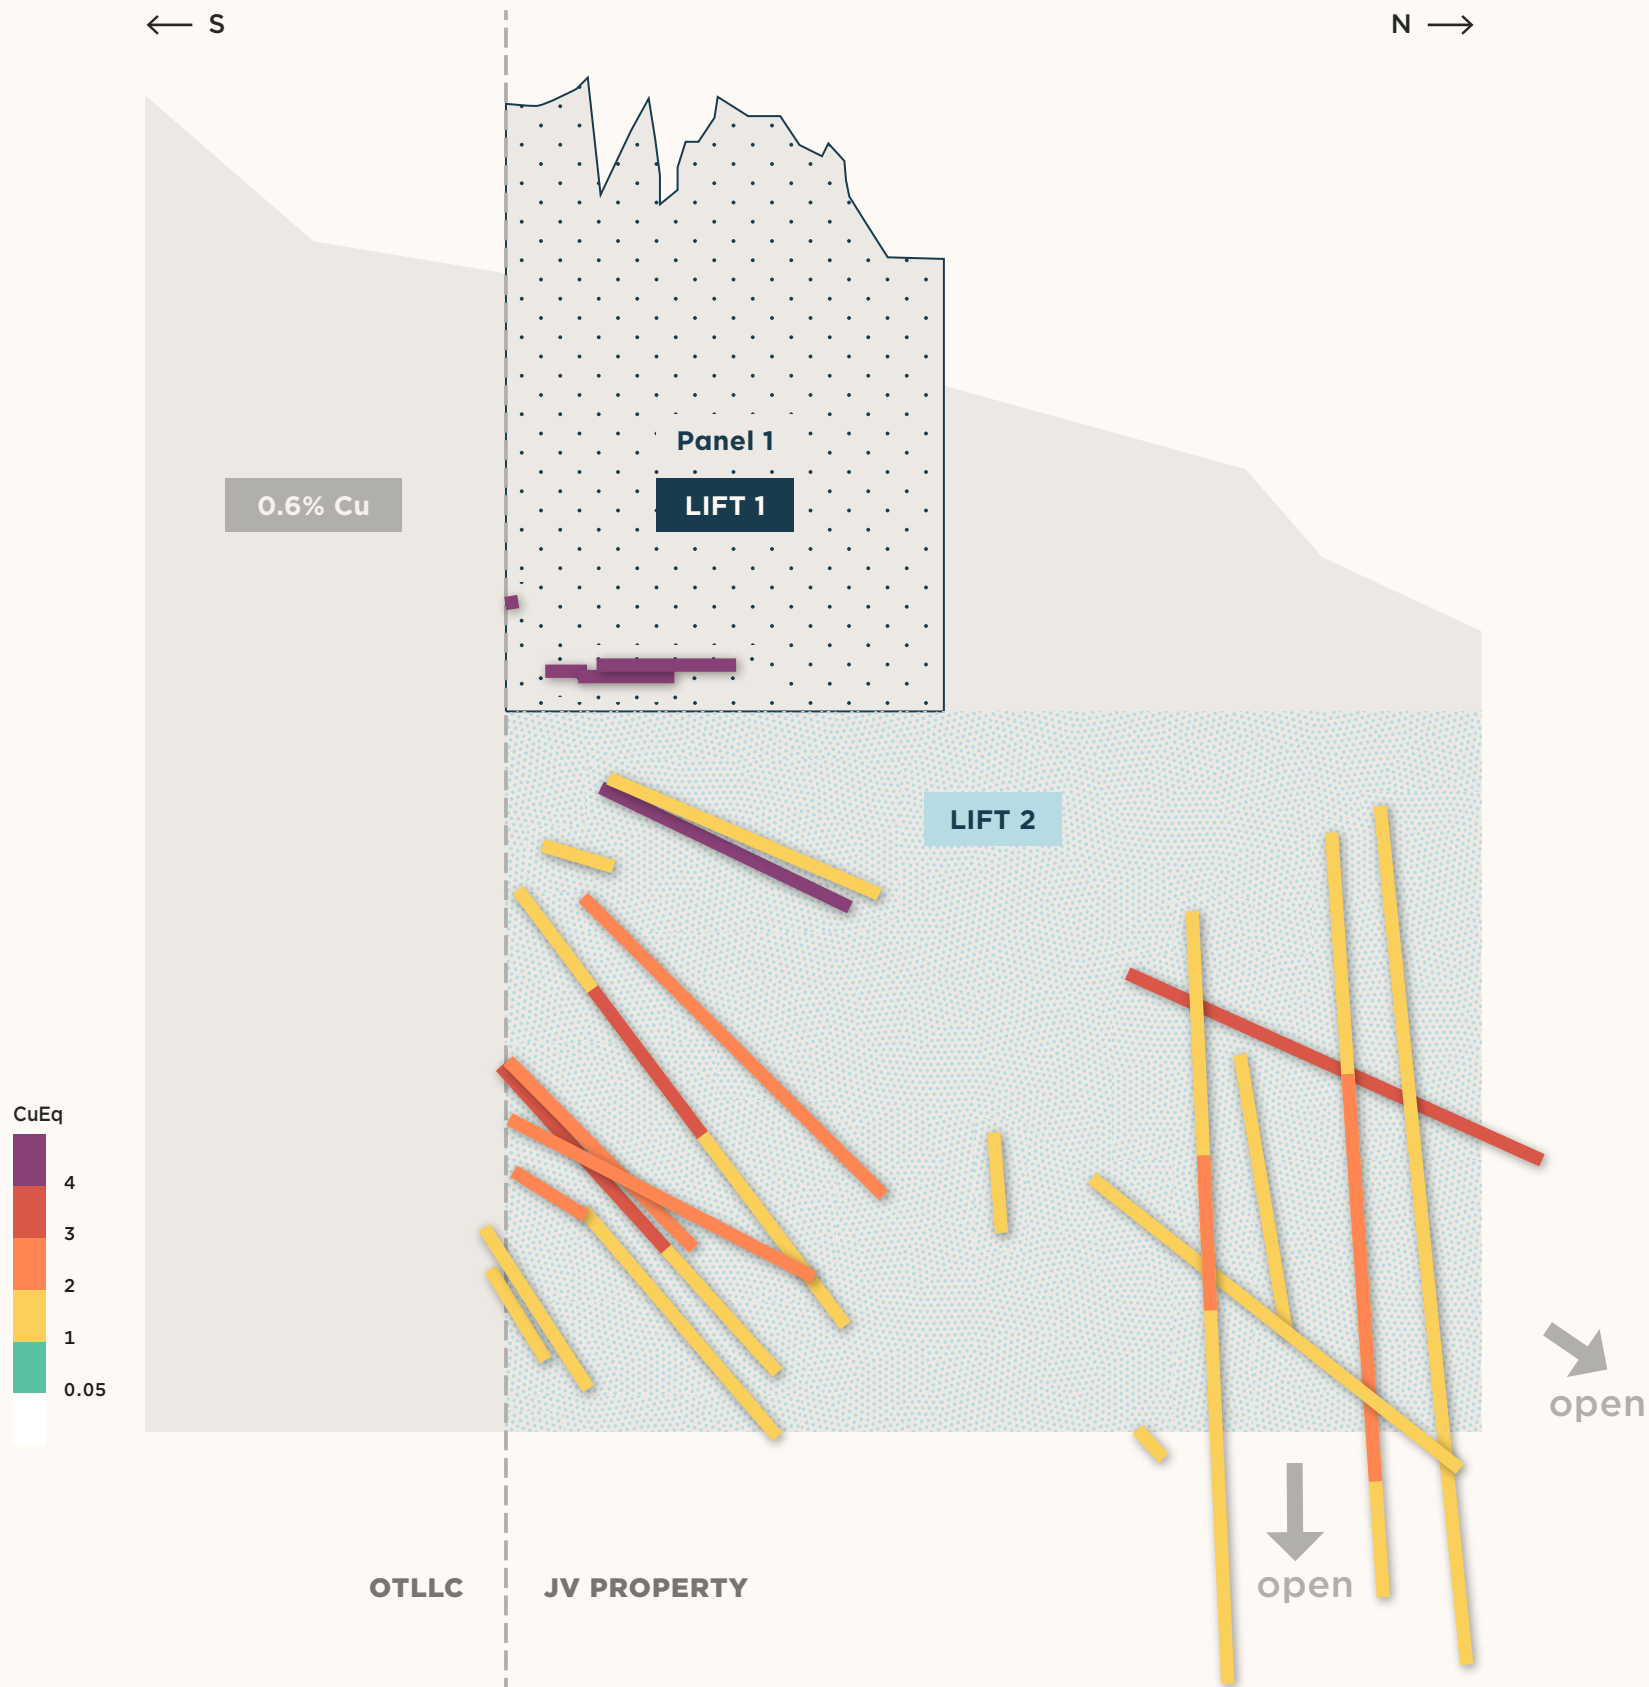 S
N
Panel 1
0.6% Cu
LIFT 1
LIFT 2
CuEq
4
3
2
1
0.05
open
open
OTLLC
JV PROPERTY